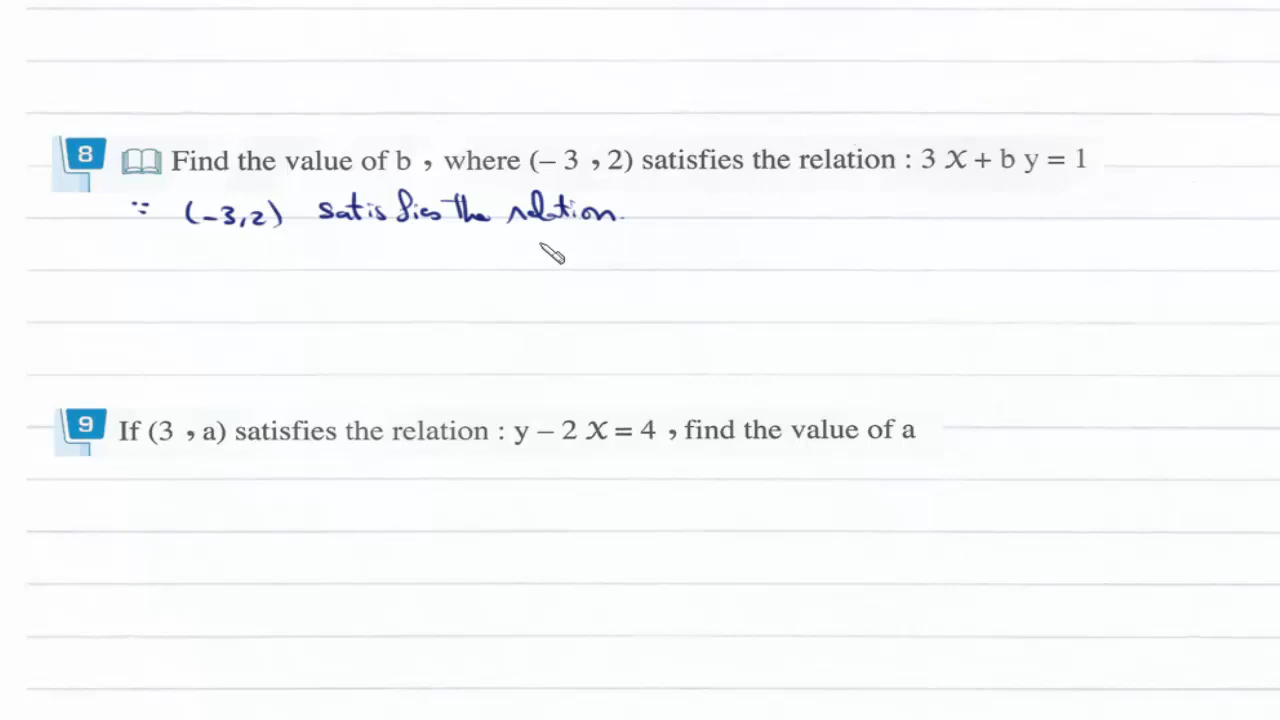 8 Find the value of b , where (– 3 , 2) satisfies the relation : 3 X + b y = 1
∵ (-3,2) satisfies the relation.
9 If (3 , a) satisfies the relation : y – 2 X = 4 , find the value of a